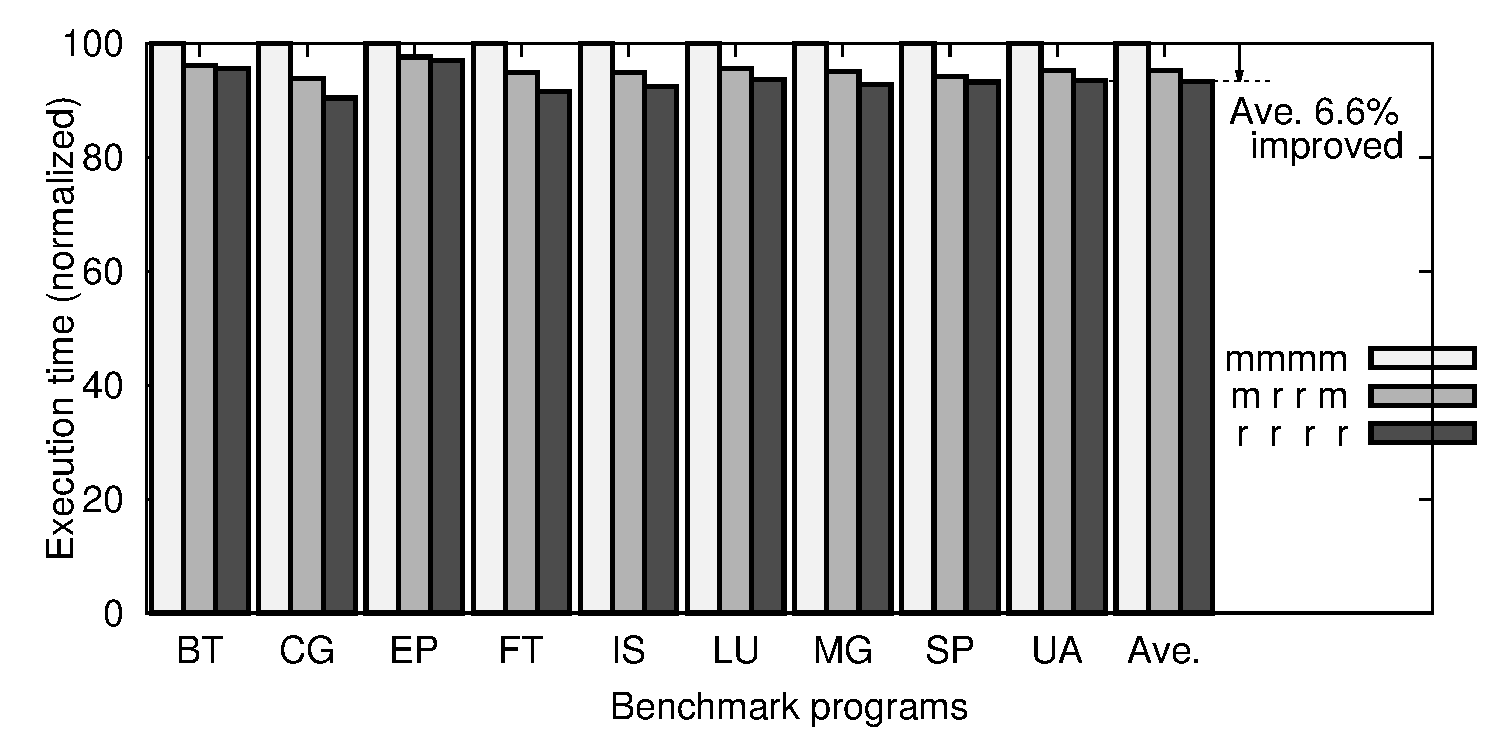 Execution time (normalized)
100
80
60
40
20
0
Ave. 6.6%
improved
mmmm
m r r m
r r r r
BT CG EP FT IS LU MG SP UA Ave.
Benchmark programs